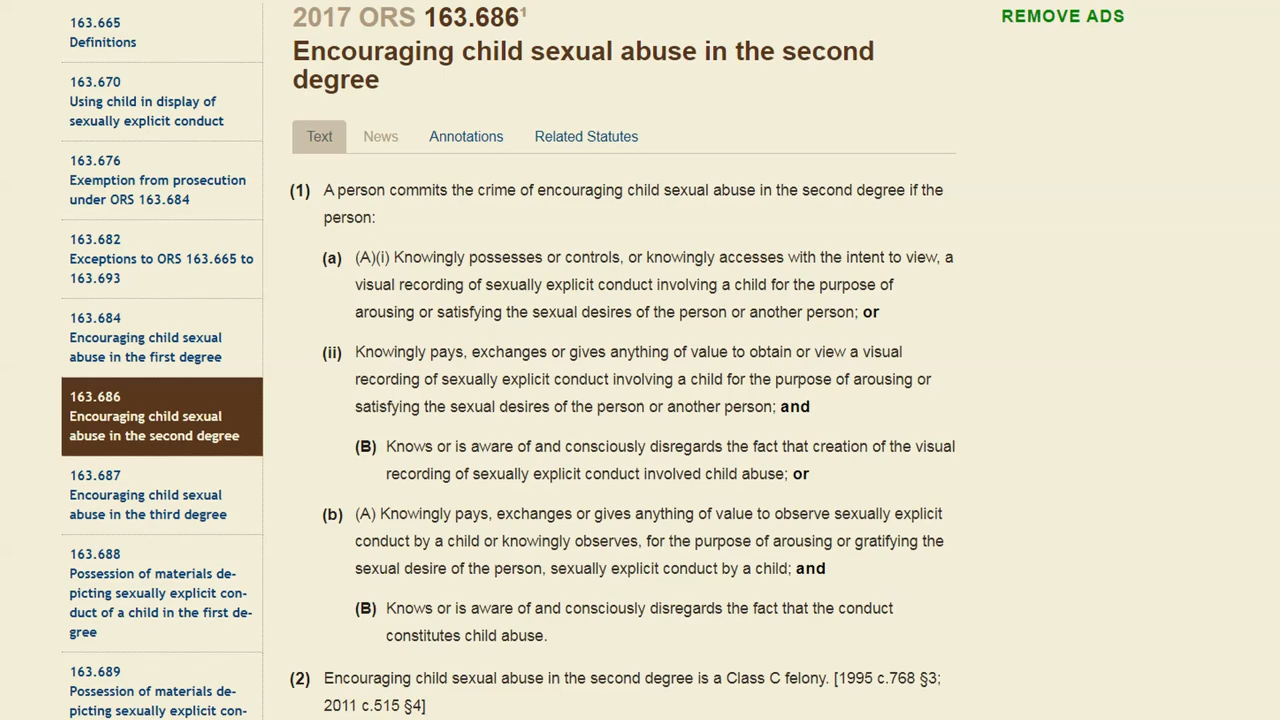 163.665
Definitions
163.670
Using child in display of
sexually explicit conduct
163.676
Exemption from prosecution
under ORS 163.684
163.682
Exceptions to ORS 163.665 to
163.693
163.684
Encouraging child sexual
abuse in the first degree
163.686
Encouraging child sexual
abuse in the second degree
163.687
Encouraging child sexual
abuse in the third degree
163.688
Possession of materials de-
picting sexually explicit con-
duct of a child in the first de-
gree
163.689
Possession of materials de-
picting sexually explicit con-
2017 ORS 163.686¹
Encouraging child sexual abuse in the second
degree
Text News Annotations Related Statutes
(1) A person commits the crime of encouraging child sexual abuse in the second degree if the
person:
(a) (A)(i) Knowingly possesses or controls, or knowingly accesses with the intent to view, a
visual recording of sexually explicit conduct involving a child for the purpose of
arousing or satisfying the sexual desires of the person or another person; or
(ii) Knowingly pays, exchanges or gives anything of value to obtain or view a visual
recording of sexually explicit conduct involving a child for the purpose of arousing or
satisfying the sexual desires of the person or another person; and
(B) Knows or is aware of and consciously disregards the fact that creation of the visual
recording of sexually explicit conduct involved child abuse; or
(b) (A) Knowingly pays, exchanges or gives anything of value to observe sexually explicit
conduct by a child or knowingly observes, for the purpose of arousing or gratifying the
sexual desire of the person, sexually explicit conduct by a child; and
(B) Knows or is aware of and consciously disregards the fact that the conduct
constitutes child abuse.
(2) Encouraging child sexual abuse in the second degree is a Class C felony. [1995 c.768 §3;
2011 c.515 §4]
REMOVE ADS